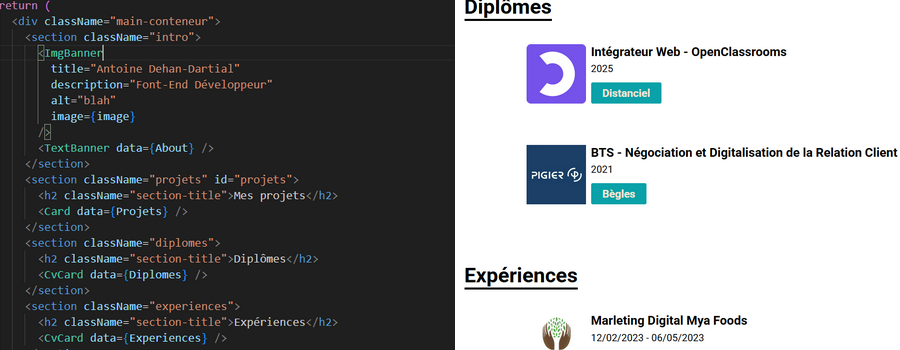 return (
<div className="main-conteneur">
<section className="intro">
<ImgBanner
title="Antoine Dehan-Dartial"
description="Font-End Développeur"
alt="blah"
image={image}
/>
<TextBanner data={About} />
</section>
<section className="projets" id="projets">
<h2 className="section-title">Mes projets</h2>
<Card data={Projets} />
</section>
<section className="diplomes">
<h2 className="section-title">Diplômes</h2>
<CvCard data={Diplomes} />
</section>
<section className="experiences">
<h2 className="section-title">Expériences</h2>
<CvCard data={Experiences} />
Diplômes
Intégrateur Web - OpenClassrooms
2025
Distanciel
PIGIER
BTS - Négociation et Digitalisation de la Relation Client
2021
Bègles
Expériences
Marleting Digital Mya Foods
12/02/2023 - 06/05/2023